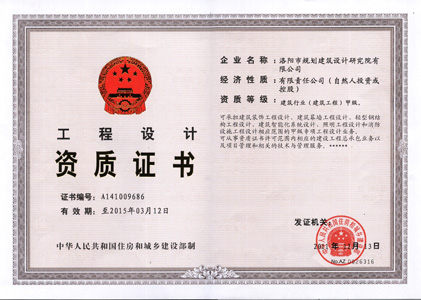 工程设计
资质证书
证书编号：A141009686
有 效 期：至2015年03月12日
中华人民共和国住房和城乡建设部制
企 业 名 称：洛阳市规划建筑设计研究院有
限公司
经 济 性 质：有限责任公司（自然人投资或
控股）
资 质 等 级：建筑行业（建筑工程）甲级。
可承担建筑装饰工程设计、建筑幕墙工程设计、轻型钢结
构工程设计、建筑智能化系统设计、照明工程设计和消防
设施工程设计相应范围的甲级专项工程设计业务。
可从事资质证书许可范围内相应的建设工程总承包业务以
及项目管理和相关的技术与管理服务。******
发证机关：
No.AZ 0026316